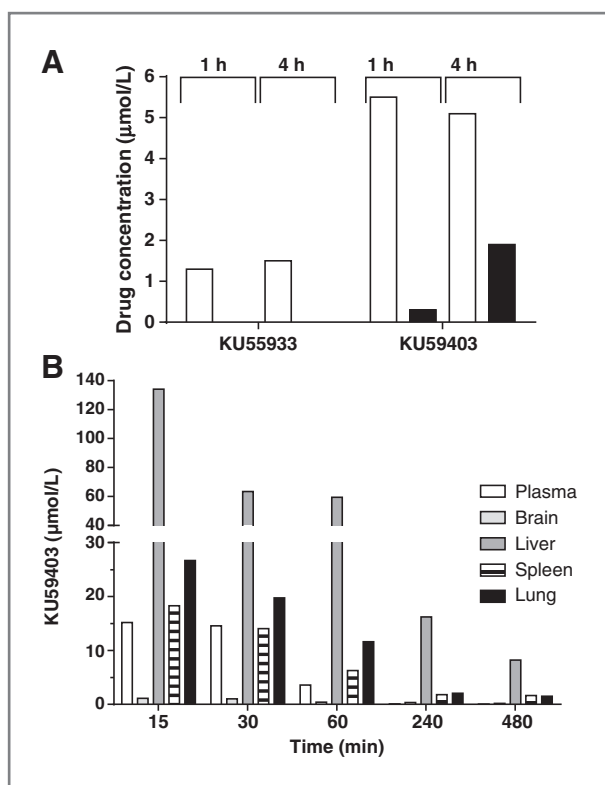 A
1 h
4 h
1 h
4 h
Drug concentration (μmol/L)
6
5
4
3
2
1
0
KU55933
KU59403
B
KU59403 (μmol/L)
140
120
100
80
60
40
30
20
10
0
Plasma
Brain
Liver
Spleen
Lung
15
30
60
240
480
Time (min)